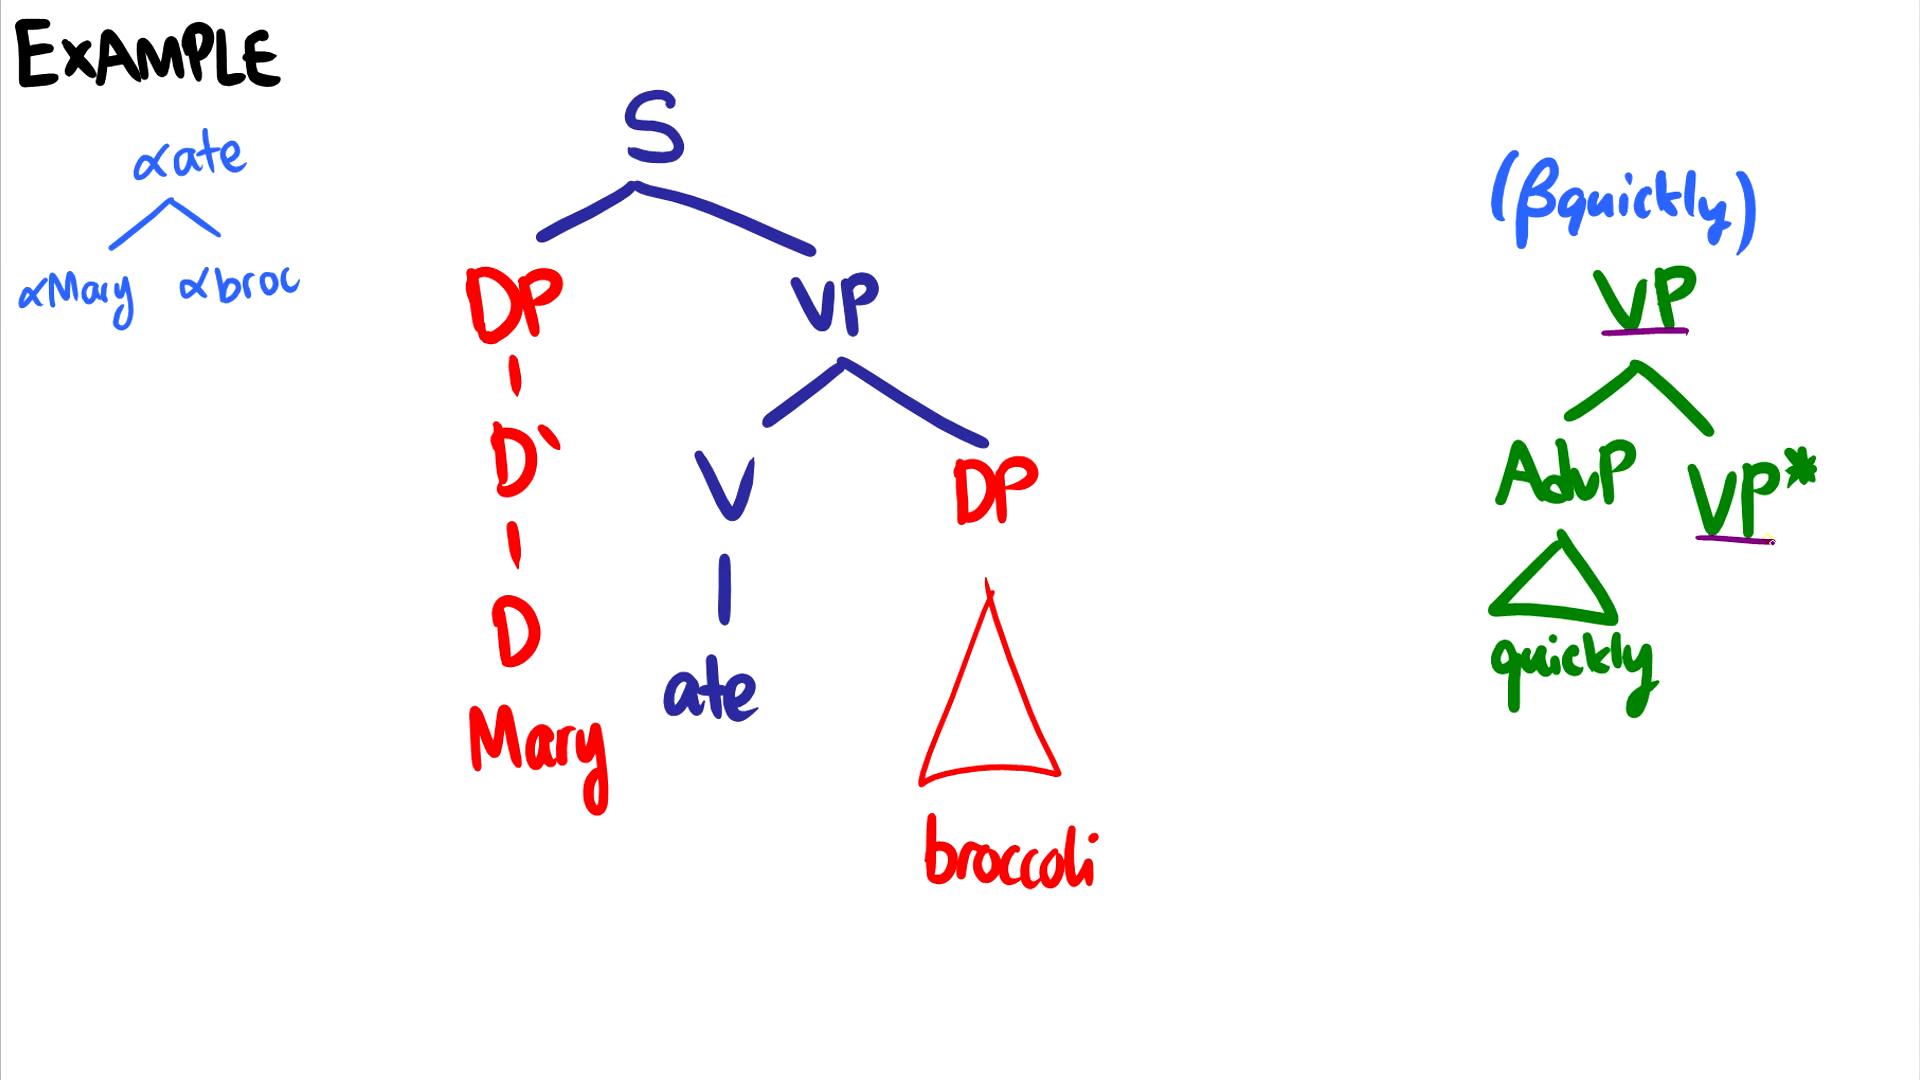 EXAMPLE
αate
αMary αbroc
S
DP VP
D' V DP
D ate
Mary broccoli
(βquickly)
VP
AdvP VP*
quickly